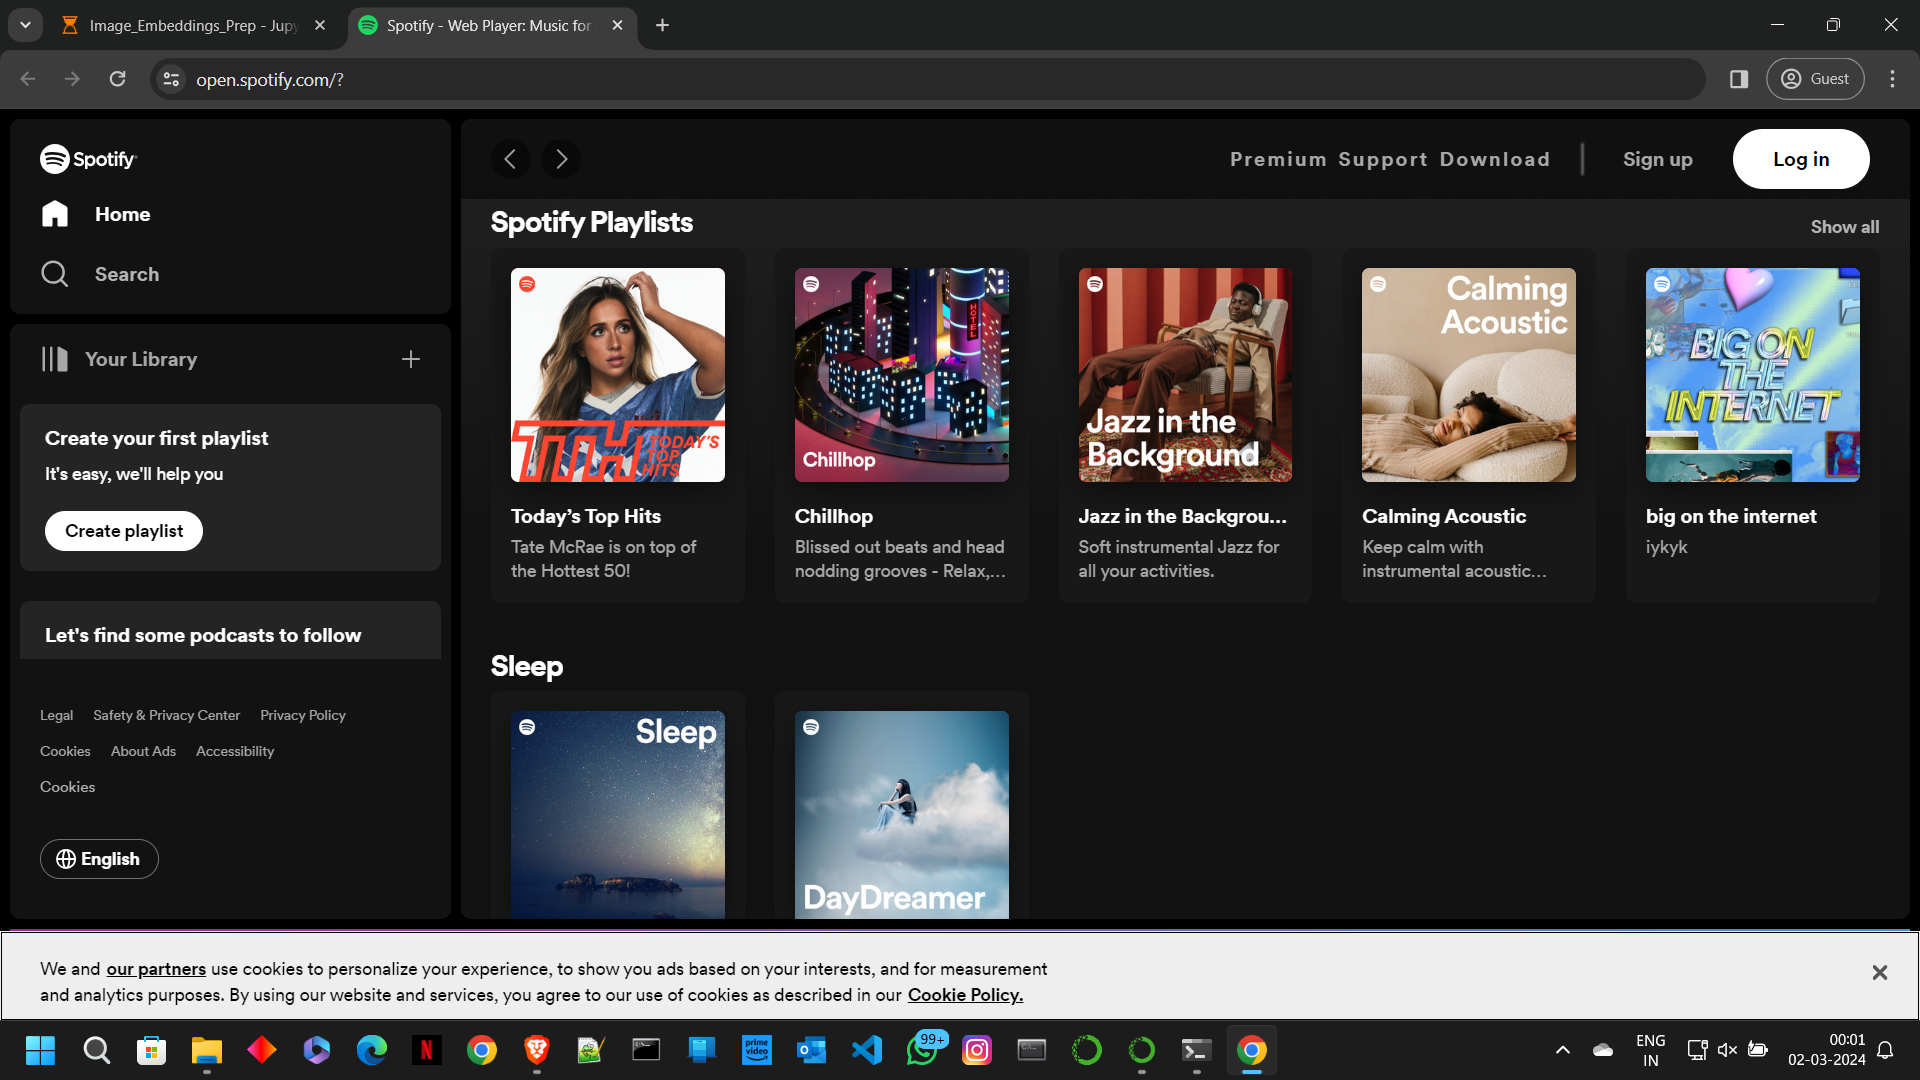 Image_Embeddings_Prep - Jupy
Spotify - Web Player: Music for
open.spotify.com/?
Guest
Spotify
Home
Search
Your Library
Create your first playlist
It's easy, we'll help you
Create playlist
Let's find some podcasts to follow
Legal Safety & Privacy Center Privacy Policy
Cookies About Ads Accessibility
Cookies
English
Premium Support Download
Sign up
Log in
Spotify Playlists
Show all
TTH TODAY'S
TOP
HITS
Today’s Top Hits
Tate McRae is on top of
the Hottest 50!
HOTEL
Chillhop
Chillhop
Blissed out beats and head
nodding grooves - Relax,...
Jazz in the
Background
Jazz in the Backgrou...
Soft instrumental Jazz for
all your activities.
Calming
Acoustic
Calming Acoustic
Keep calm with
instrumental acoustic...
BIG ON
THE
INTERNET
big on the internet
iykyk
Sleep
Sleep
DayDreamer
We and our partners use cookies to personalize your experience, to show you ads based on your interests, and for measurement
and analytics purposes. By using our website and services, you agree to our use of cookies as described in our Cookie Policy.
N
prime
video
99+
ENG
IN
00:01
02-03-2024